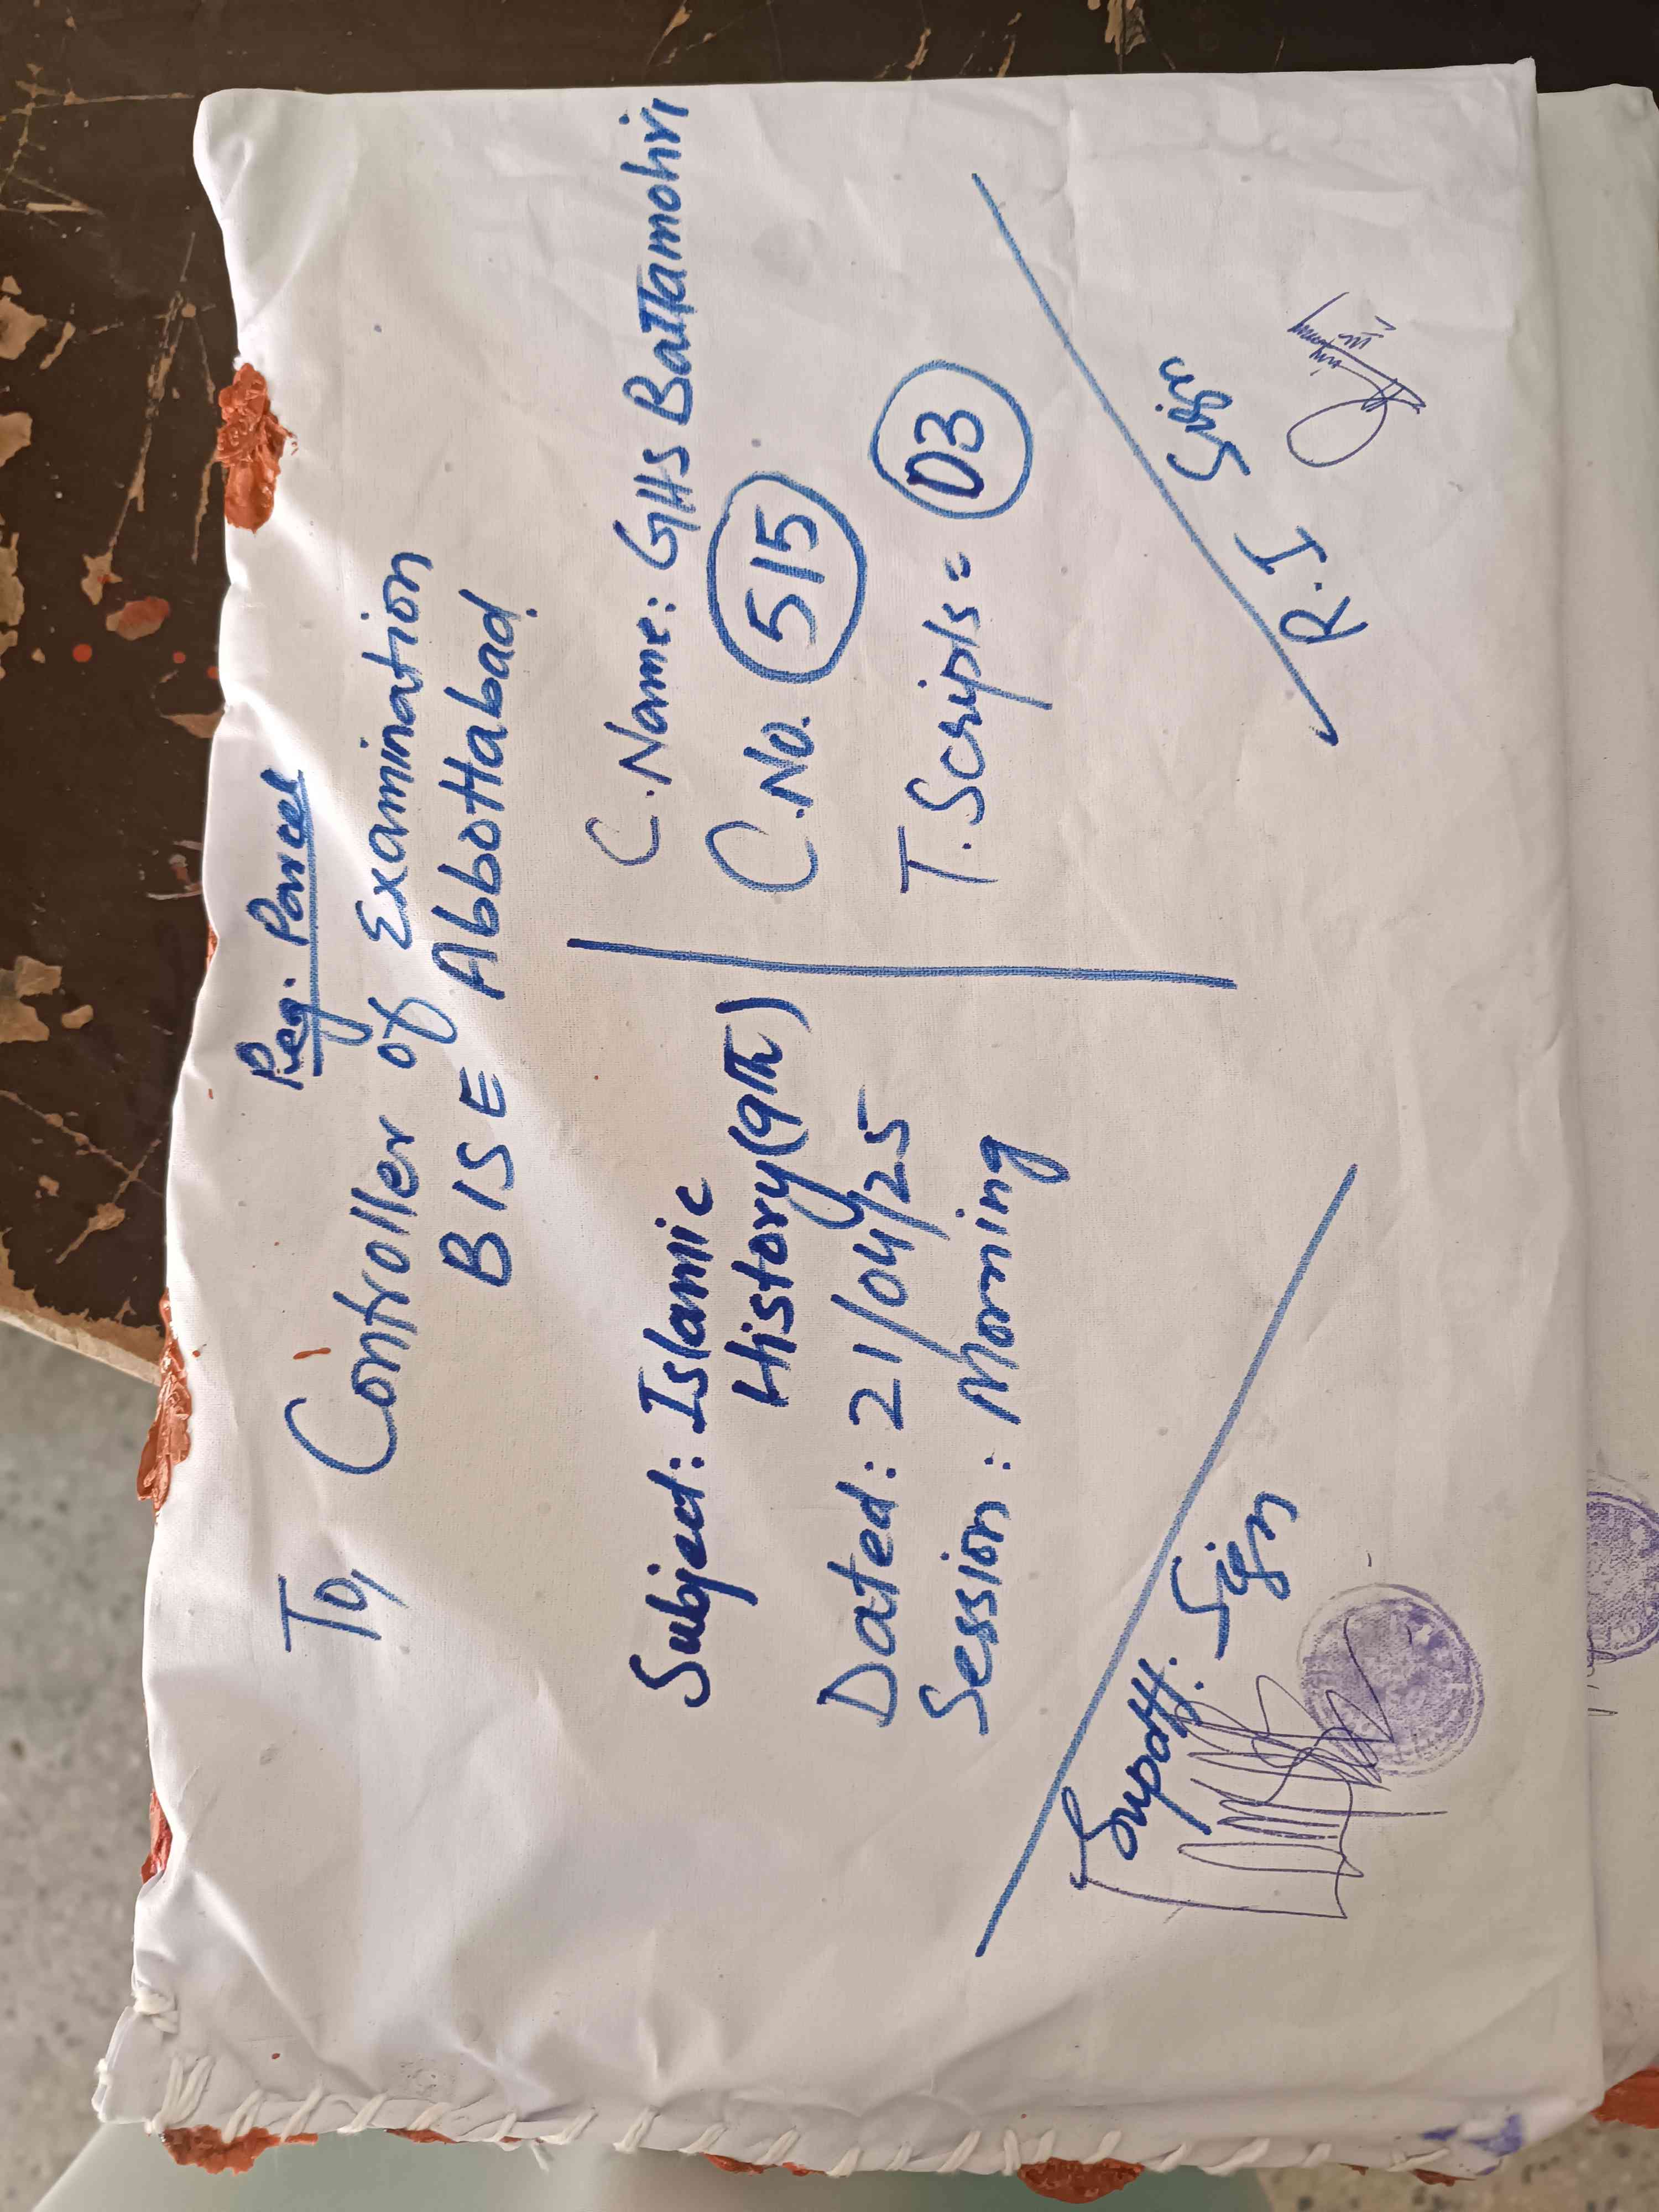 Reg. Parcel
To,
Controller of Examination
BISE Abbottabad.
Subject: Islamic
History (9th)
Dated: 21/04/25
Session: Morning
C.Name: GHS Battamohri
C.No. 515
T.Scripts = 03
Supdtt. Sign
R.I Sign